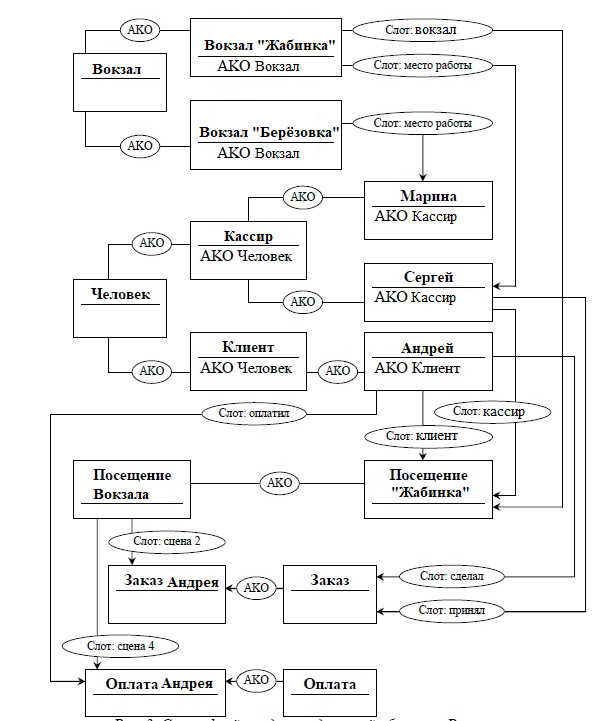 АКО
Вокзал "Жабинка"
АКО Вокзал
Слот: вокзал
Вокзал
Слот: место работы
Вокзал "Берёзовка"
АКО Вокзал
Слот: место работы
АКО
Марина
АКО Кассир
АКО
Кассир
АКО Человек
АКО
Сергей
АКО Кассир
АКО
Человек
Клиент
АКО Человек
Андрей
АКО Клиент
АКО
АКО
Слот: оплатил
Слот: кассир
Слот: клиент
Посещение
Вокзала
АКО
Посещение
"Жабинка"
Слот: сцена 2
Заказ Андрея
АКО
Заказ
Слот: сделал
Слот: принял
Слот: сцена 4
Оплата Андрея
АКО
Оплата